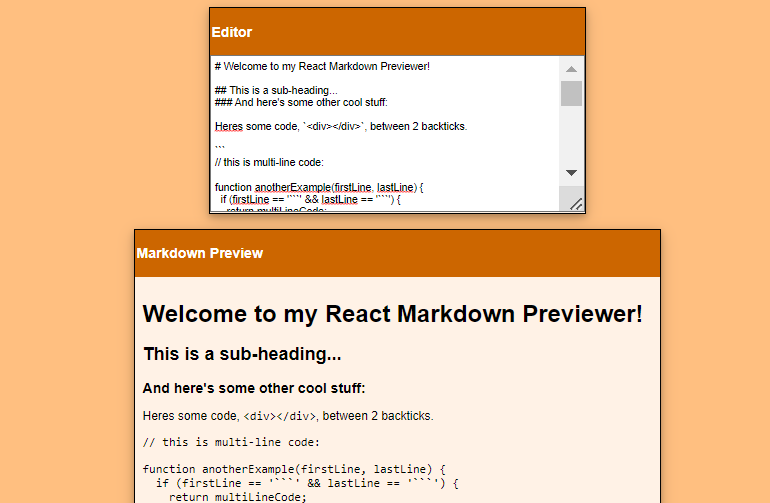 Editor
# Welcome to my React Markdown Previewer!
## This is a sub-heading...
### And here's some other cool stuff:
Heres some code, `<div></div>`, between 2 backticks.
```
// this is multi-line code:
function anotherExample(firstLine, lastLine) {
  if (firstLine == '```' && lastLine == '```') {
    return multiLineCode;
Markdown Preview
Welcome to my React Markdown Previewer!
This is a sub-heading...
And here's some other cool stuff:
Heres some code, <div></div>, between 2 backticks.
// this is multi-line code:
function anotherExample(firstLine, lastLine) {
  if (firstLine == '```' && lastLine == '```') {
    return multiLineCode;